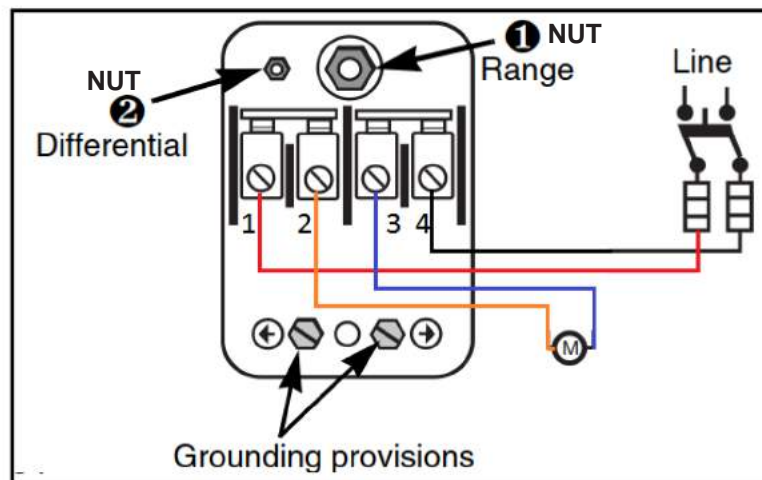 ❶ NUT
Range
NUT
❷
Differential
Line
1 2 3 4
M
Grounding provisions